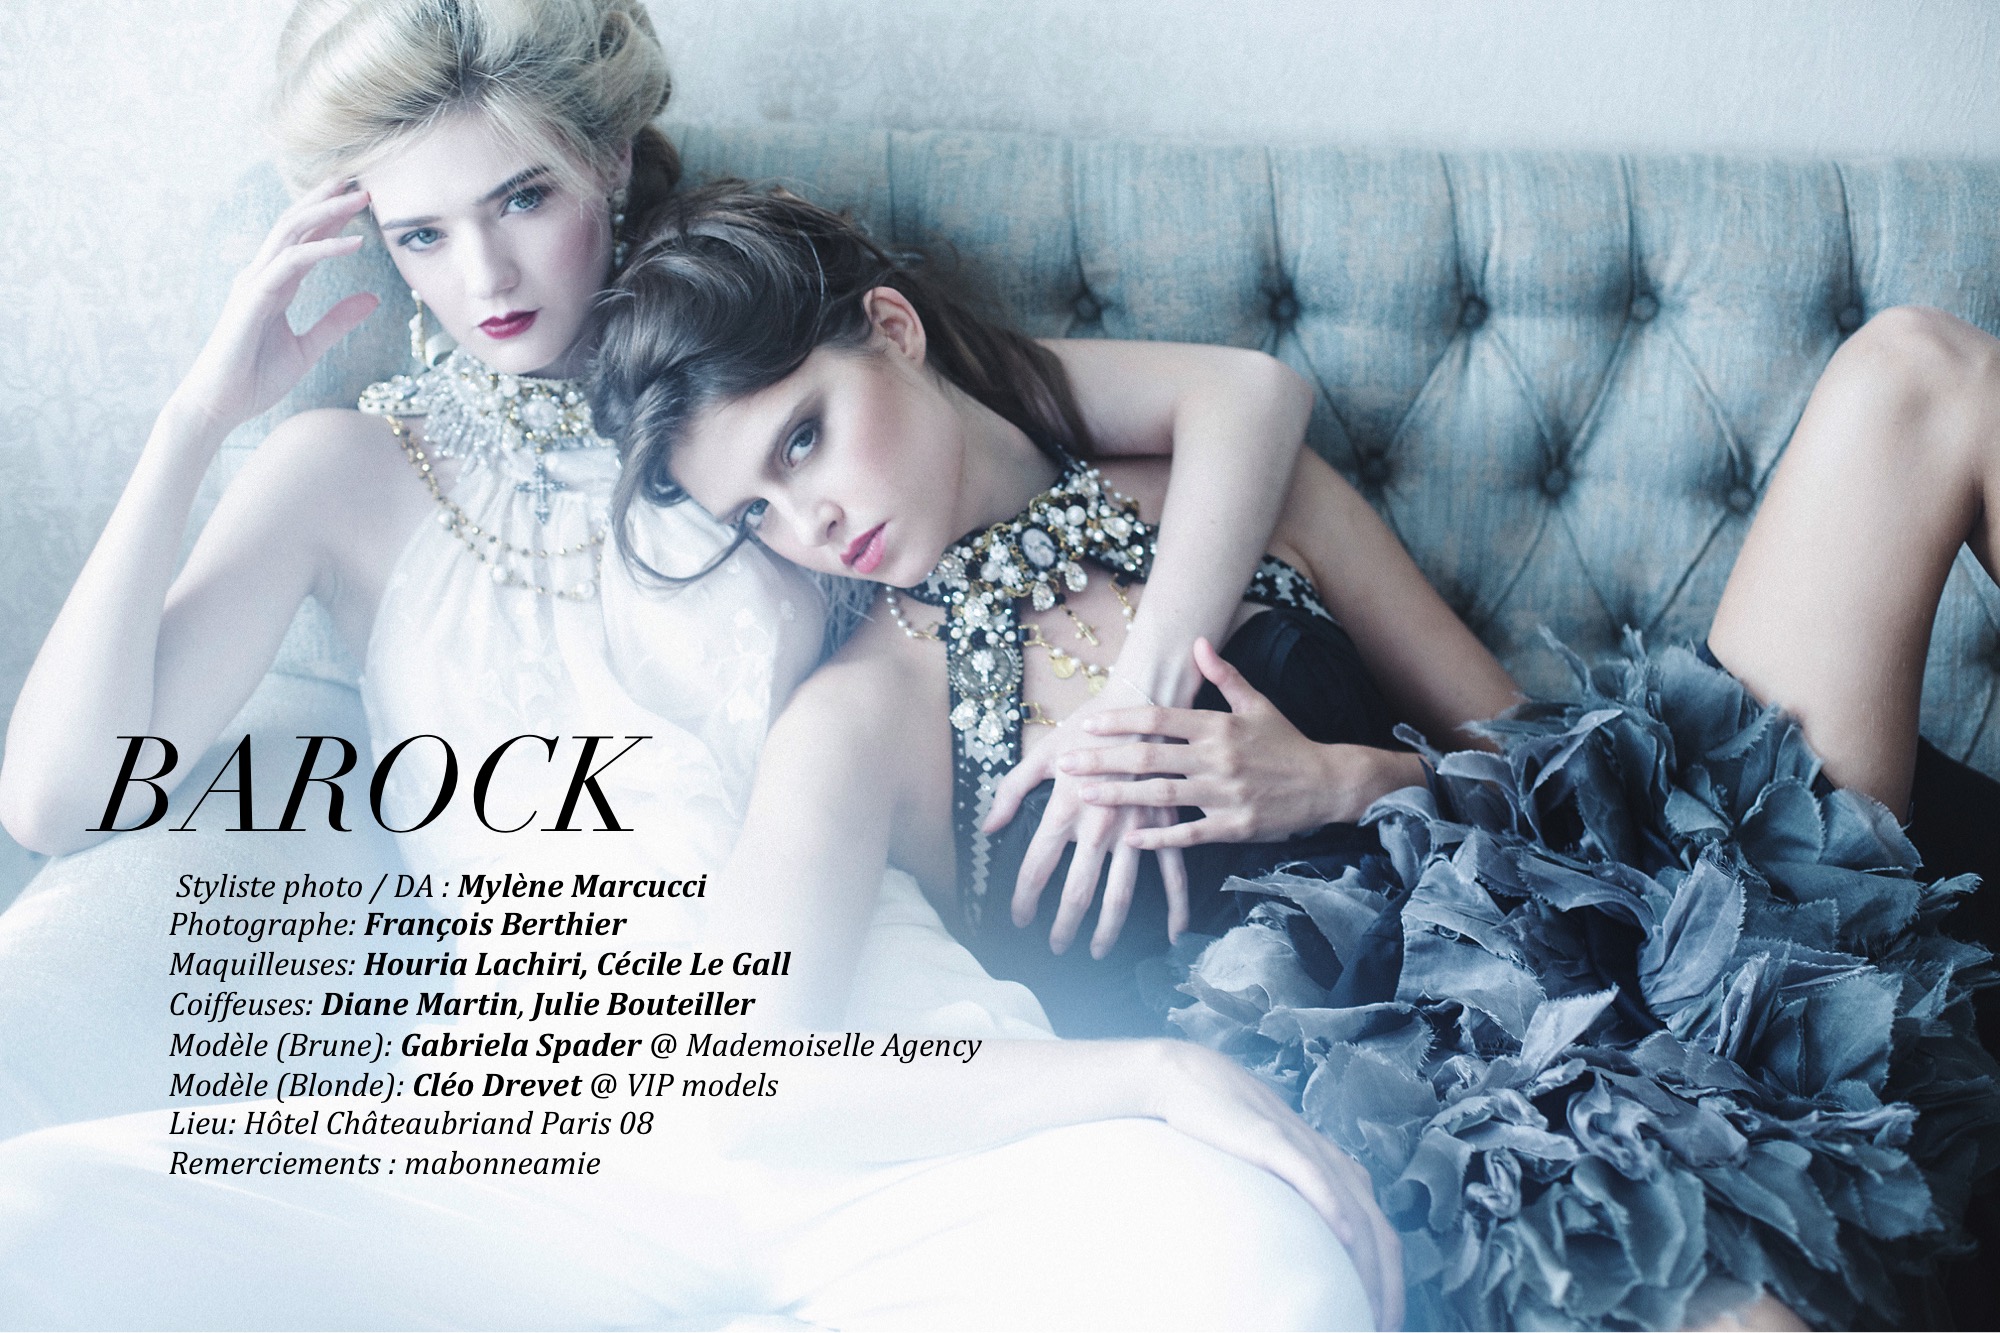 BAROCK
Styliste photo / DA : Mylène Marcucci
Photographe: François Berthier
Maquilleuses: Houria Lachiri, Cécile Le Gall
Coiffeuses: Diane Martin, Julie Bouteiller
Modèle (Brune): Gabriela Spader @ Mademoiselle Agency
Modèle (Blonde): Cléo Drevet @ VIP models
Lieu: Hôtel Châteaubriand Paris 08
Remerciements : mabonneamie